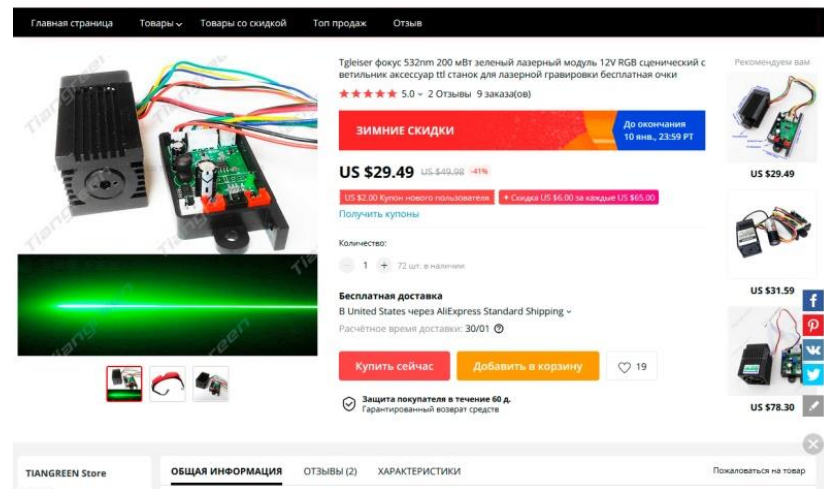 Главная страница
Товары
Товары со скидкой
Топ продаж
Отзыв
Tgleiser фокус 532nm 200 мВт зеленый лазерный модуль 12V RGB сценический с
ветильник аксессуар ttl станок для лазерной гравировки бесплатная очки
5.0
2 Отзывы
9 заказа(ов)
ЗИМНИЕ СКИДКИ
До окончания
10 янв., 23:59 PT
US $29.49
US $49.98
-41%
US $2.00 Купон нового пользователя
+ Скидка US $6.00 за каждые US $65.00
Получить купоны
Количество:
− 1 +
72 шт. в наличии
Бесплатная доставка
В United States через AliExpress Standard Shipping
Расчётное время доставки: 30/01
Купить сейчас
Добавить в корзину
19
Защита покупателя в течение 60 д.
Гарантированный возврат средств
Рекомендуем вам
US $29.49
US $31.59
US $78.30
Tiangreen
Tiangreen
Tiangreen
Tiangreen
TIANGREEN Store
ОБЩАЯ ИНФОРМАЦИЯ
ОТЗЫВЫ (2)
ХАРАКТЕРИСТИКИ
Пожаловаться на товар